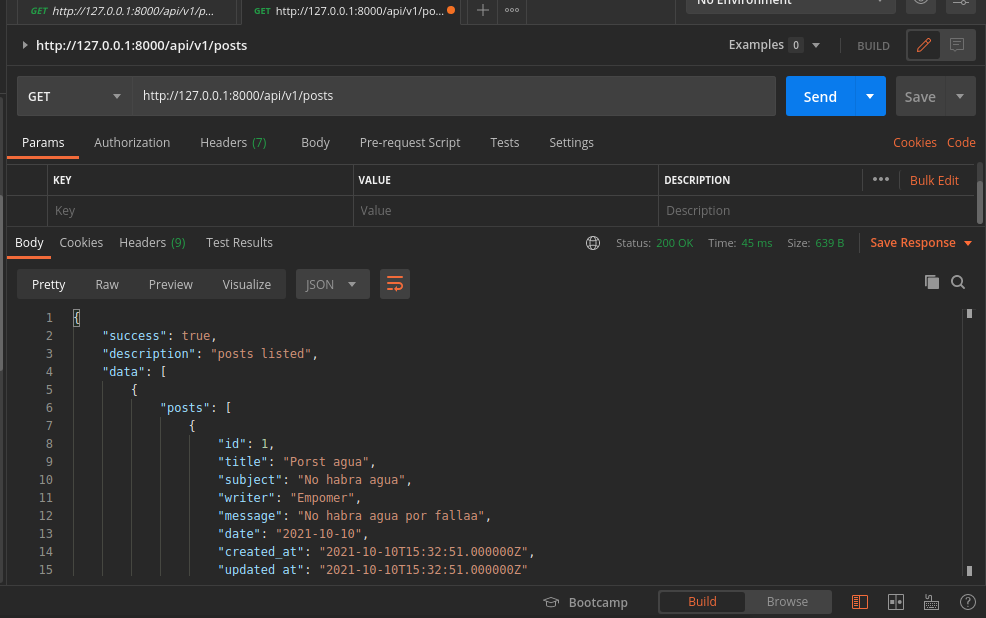 GET http://127.0.0.1:8000/api/v1/p...
GET http://127.0.0.1:8000/api/v1/po...
No Environment
http://127.0.0.1:8000/api/v1/posts
Examples 0
BUILD
GET
http://127.0.0.1:8000/api/v1/posts
Send
Save
Params Authorization Headers (7) Body Pre-request Script Tests Settings Cookies Code
KEY VALUE DESCRIPTION Bulk Edit
Key Value Description
Body Cookies Headers (9) Test Results Status: 200 OK Time: 45 ms Size: 639 B Save Response
Pretty Raw Preview Visualize JSON
1 {
2 "success": true,
3 "description": "posts listed",
4 "data": [
5 {
6 "posts": [
7 {
8 "id": 1,
9 "title": "Porst agua",
10 "subject": "No habra agua",
11 "writer": "Empomer",
12 "message": "No habra agua por fallaa",
13 "date": "2021-10-10",
14 "created_at": "2021-10-10T15:32:51.000000Z",
15 "updated_at": "2021-10-10T15:32:51.000000Z"
Bootcamp Build Browse